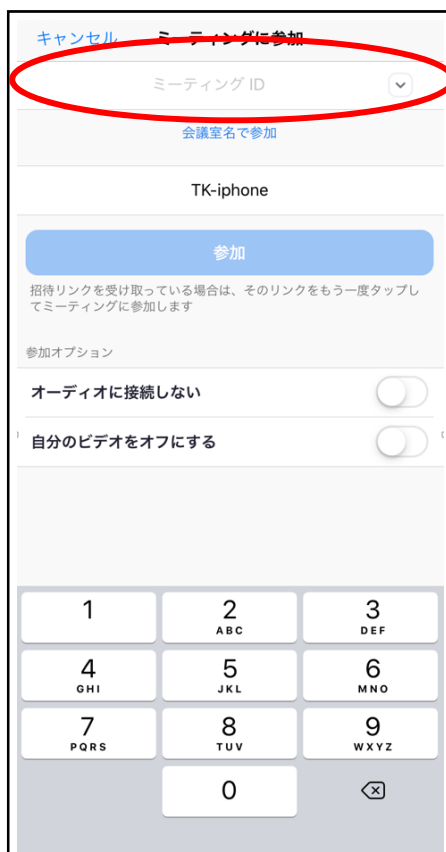 キャンセル ミーティングに参加
ミーティング ID
会議室名で参加
TK-iphone
参加
招待リンクを受け取っている場合は、そのリンクをもう一度タップし
てミーティングに参加します
参加オプション
オーディオに接続しない
自分のビデオをオフにする
1 2 3
ABC DEF
4 5 6
GHI JKL MNO
7 8 9
PQRS TUV WXYZ
0